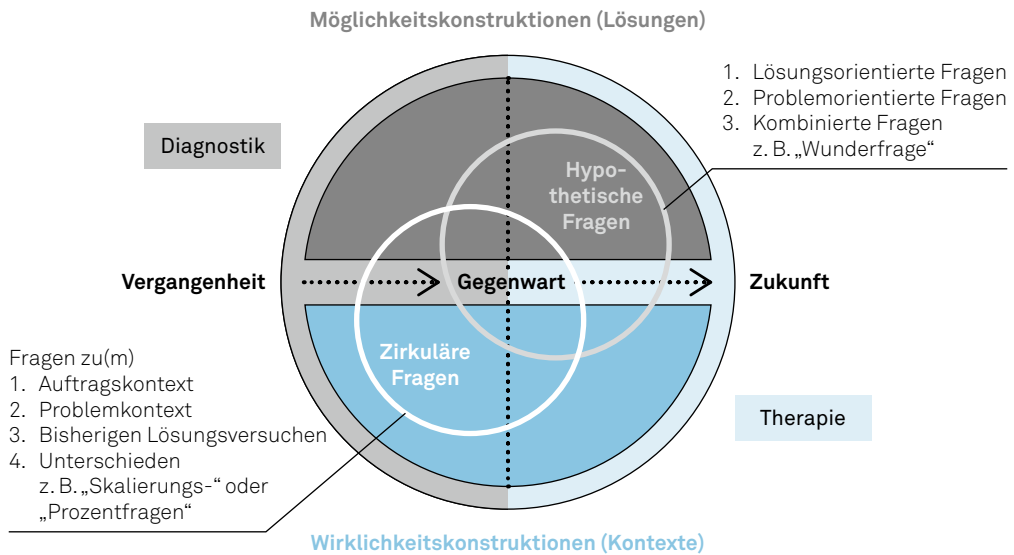 Möglichkeitskonstruktionen (Lösungen)
1. Lösungsorientierte Fragen
2. Problemorientierte Fragen
3. Kombinierte Fragen
z. B. „Wunderfrage“
Diagnostik
Hypo-
thetische
Fragen
Vergangenheit
Gegenwart
Zukunft
Zirkuläre
Fragen
Fragen zu(m)
1. Auftragskontext
2. Problemkontext
3. Bisherigen Lösungsversuchen
4. Unterschieden
z. B. „Skalierungs-“ oder
„Prozentfragen“
Therapie
Wirklichkeitskonstruktionen (Kontexte)